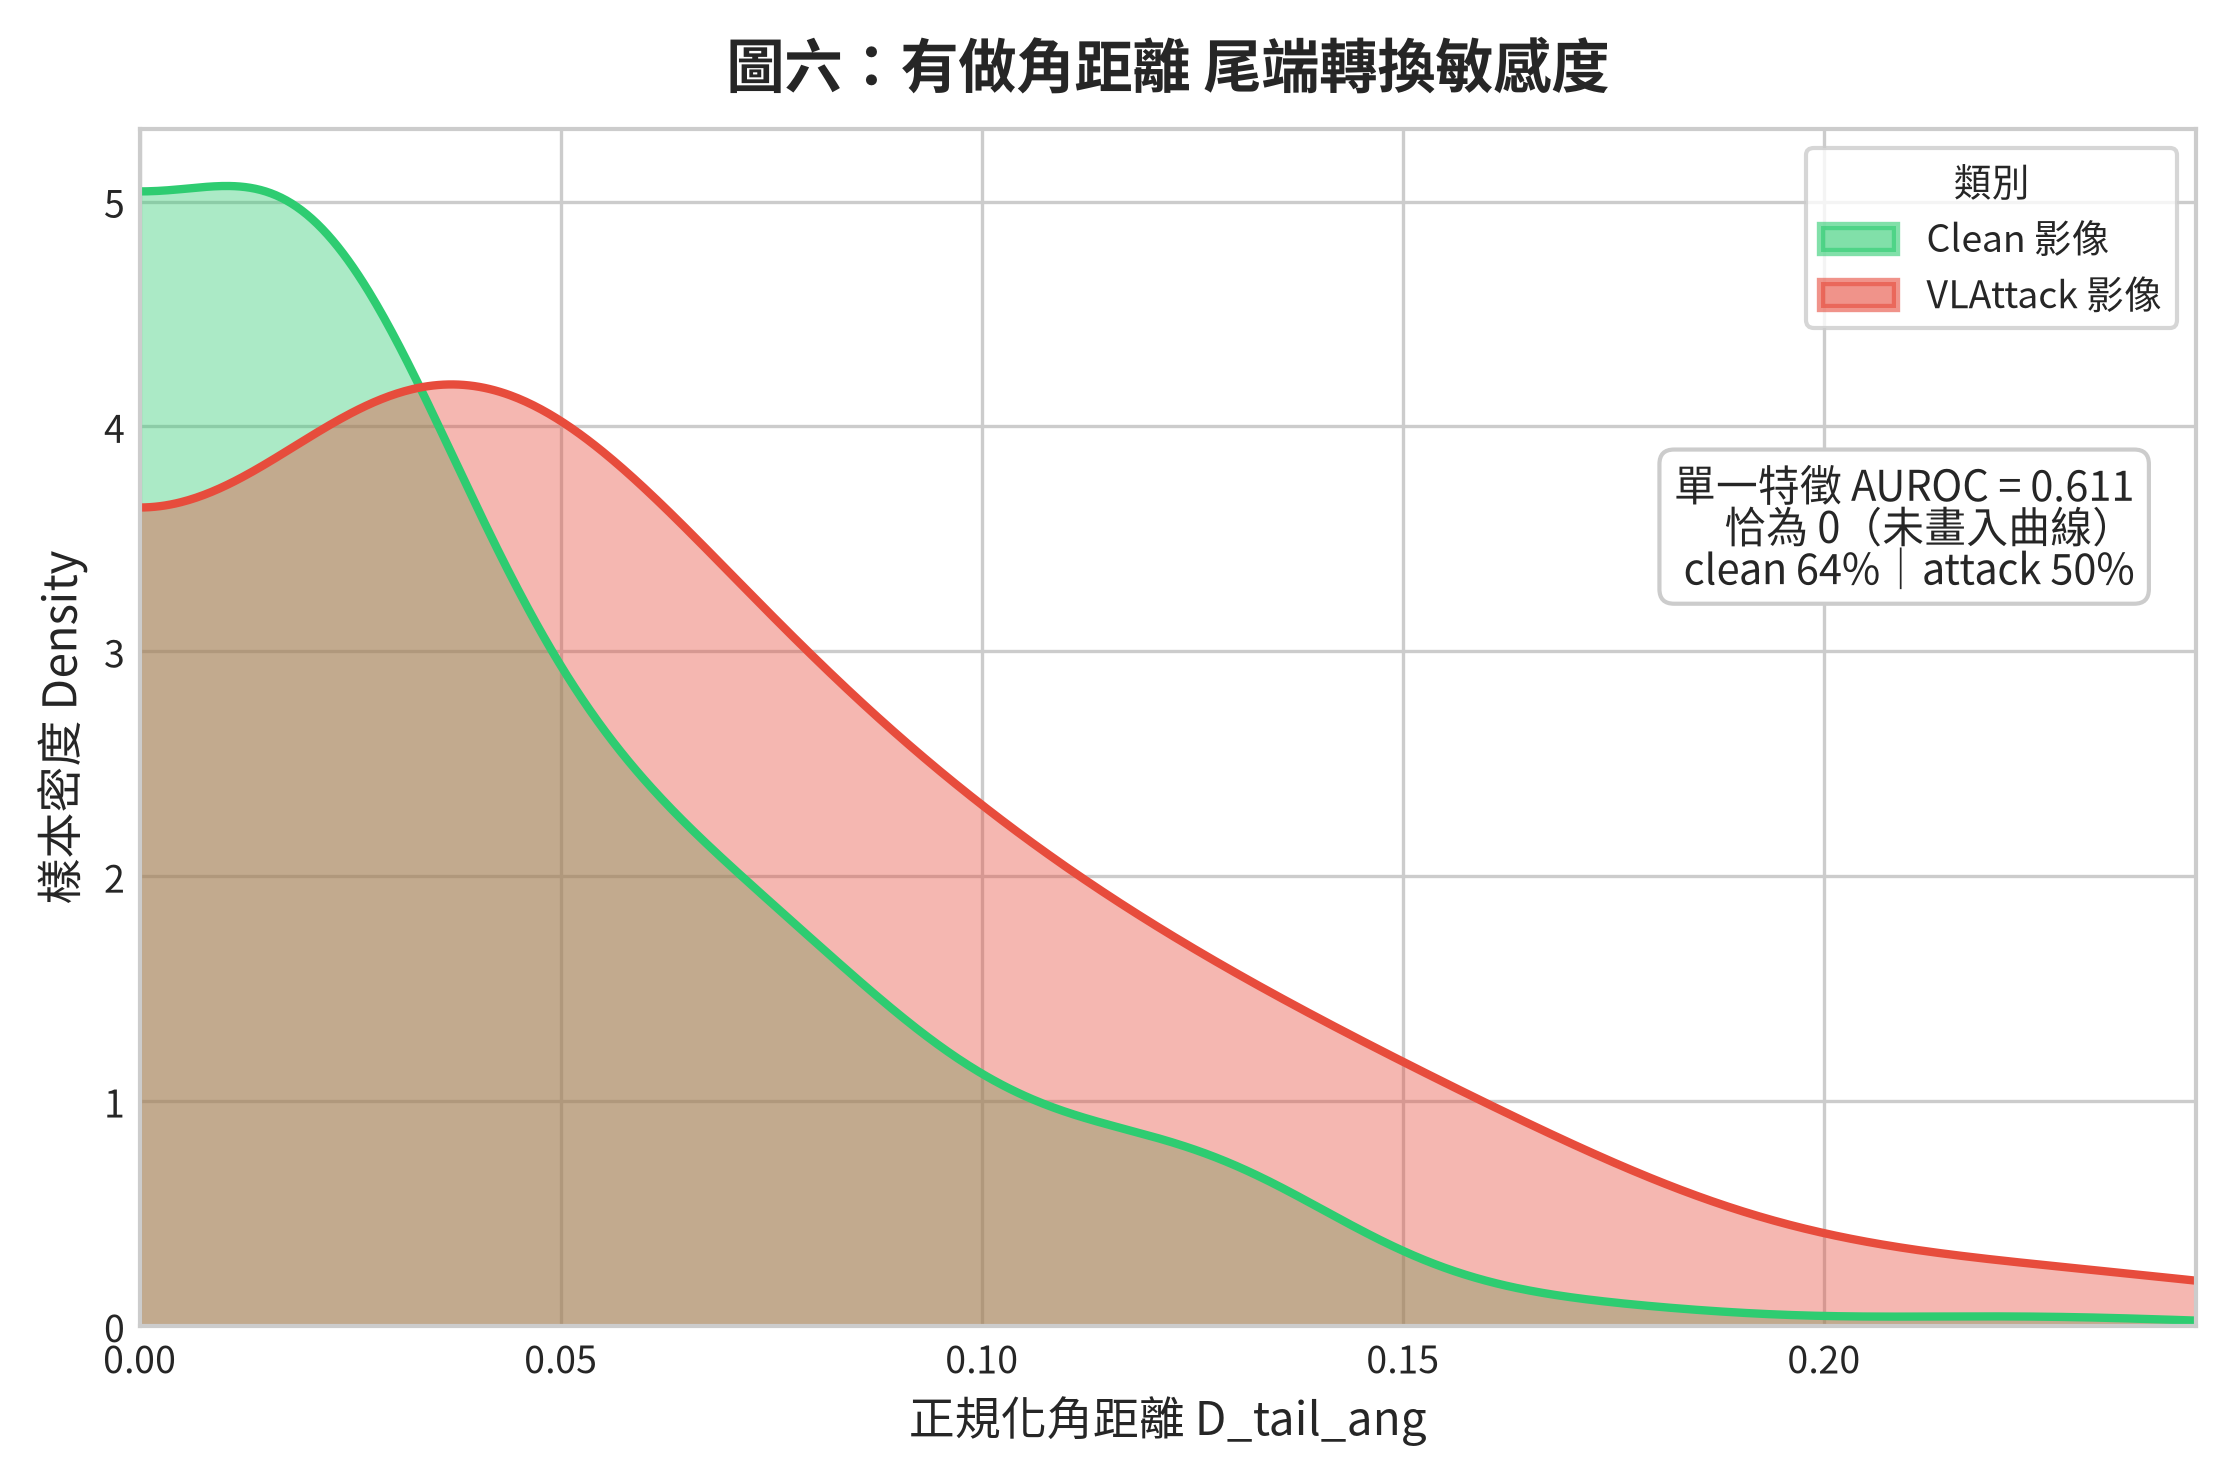 圖六：有做角距離 尾端轉換敏感度
類別
Clean 影像
VLAttack 影像
單一特徵 AUROC = 0.611
恰為 0（未畫入曲線）
clean 64%｜attack 50%
樣本密度 Density
5
4
3
2
1
0
0.00
0.05
0.10
0.15
0.20
正規化角距離 D_tail_ang